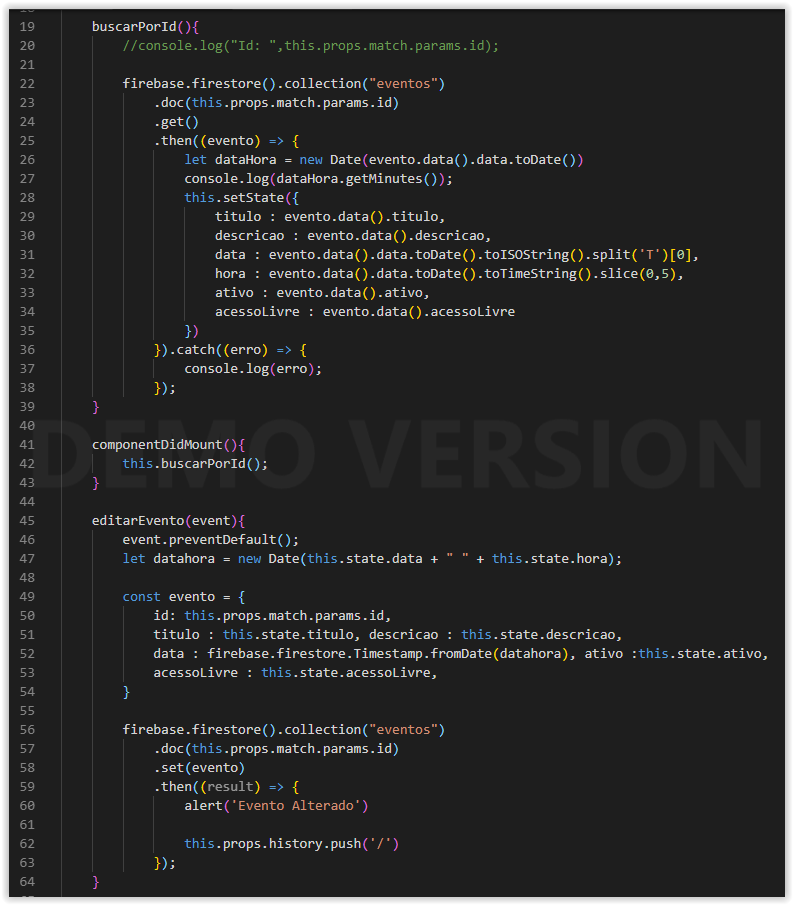 19 buscarPorId(){
20 //console.log("Id: ",this.props.match.params.id);
21
22 firebase.firestore().collection("eventos")
23 .doc(this.props.match.params.id)
24 .get()
25 .then((evento) => {
26 let dataHora = new Date(evento.data().data.toDate())
27 console.log(dataHora.getMinutes());
28 this.setState({
29 titulo : evento.data().titulo,
30 descricao : evento.data().descricao,
31 data : evento.data().data.toDate().toISOString().split('T')[0],
32 hora : evento.data().data.toDate().toTimeString().slice(0,5),
33 ativo : evento.data().ativo,
34 acessoLivre : evento.data().acessoLivre
35 })
36 }).catch((erro) => {
37 console.log(erro);
38 });
39 }
40
DEMO VERSION
41 componentDidMount(){
42 this.buscarPorId();
43 }
44
45 editarEvento(event){
46 event.preventDefault();
47 let datahora = new Date(this.state.data + " " + this.state.hora);
48
49 const evento = {
50 id: this.props.match.params.id,
51 titulo : this.state.titulo, descricao : this.state.descricao,
52 data : firebase.firestore.Timestamp.fromDate(datahora), ativo :this.state.ativo,
53 acessoLivre : this.state.acessoLivre,
54 }
55
56 firebase.firestore().collection("eventos")
57 .doc(this.props.match.params.id)
58 .set(evento)
59 .then((result) => {
60 alert('Evento Alterado')
61
62 this.props.history.push('/')
63 });
64 }